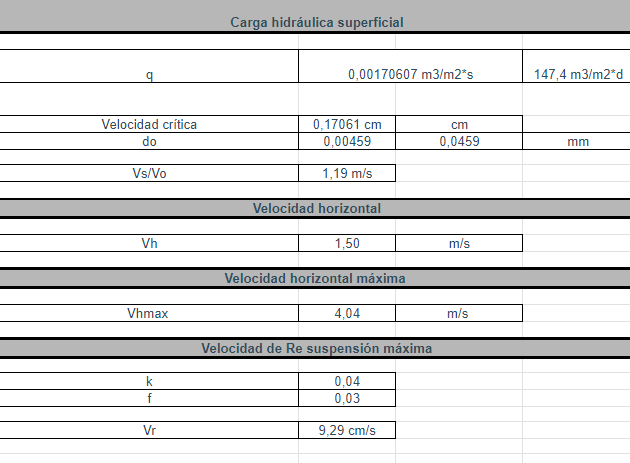 Carga hidráulica superficial
q 0,00170607 m3/m2*s 147,4 m3/m2*d
Velocidad crítica 0,17061 cm cm
do 0,00459 0,0459 mm
Vs/Vo 1,19 m/s
Velocidad horizontal
Vh 1,50 m/s
Velocidad horizontal máxima
Vhmax 4,04 m/s
Velocidad de Re suspensión máxima
k 0,04
f 0,03
Vr 9,29 cm/s